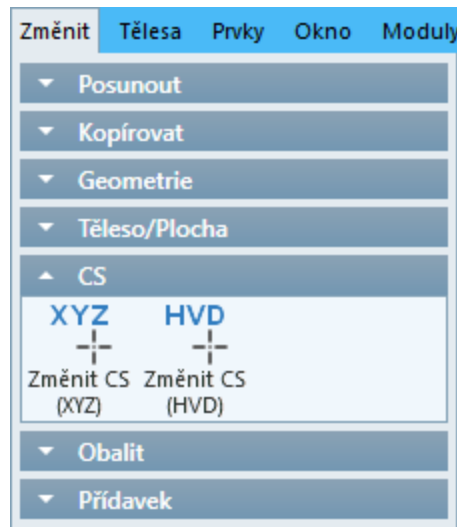 Změnit Tělesa Prvky Okno Moduly
Posunout
Kopírovat
Geometrie
Těleso/Plocha
CS
XYZ HVD
Změnit CS Změnit CS
(XYZ) (HVD)
Obalit
Přídavek